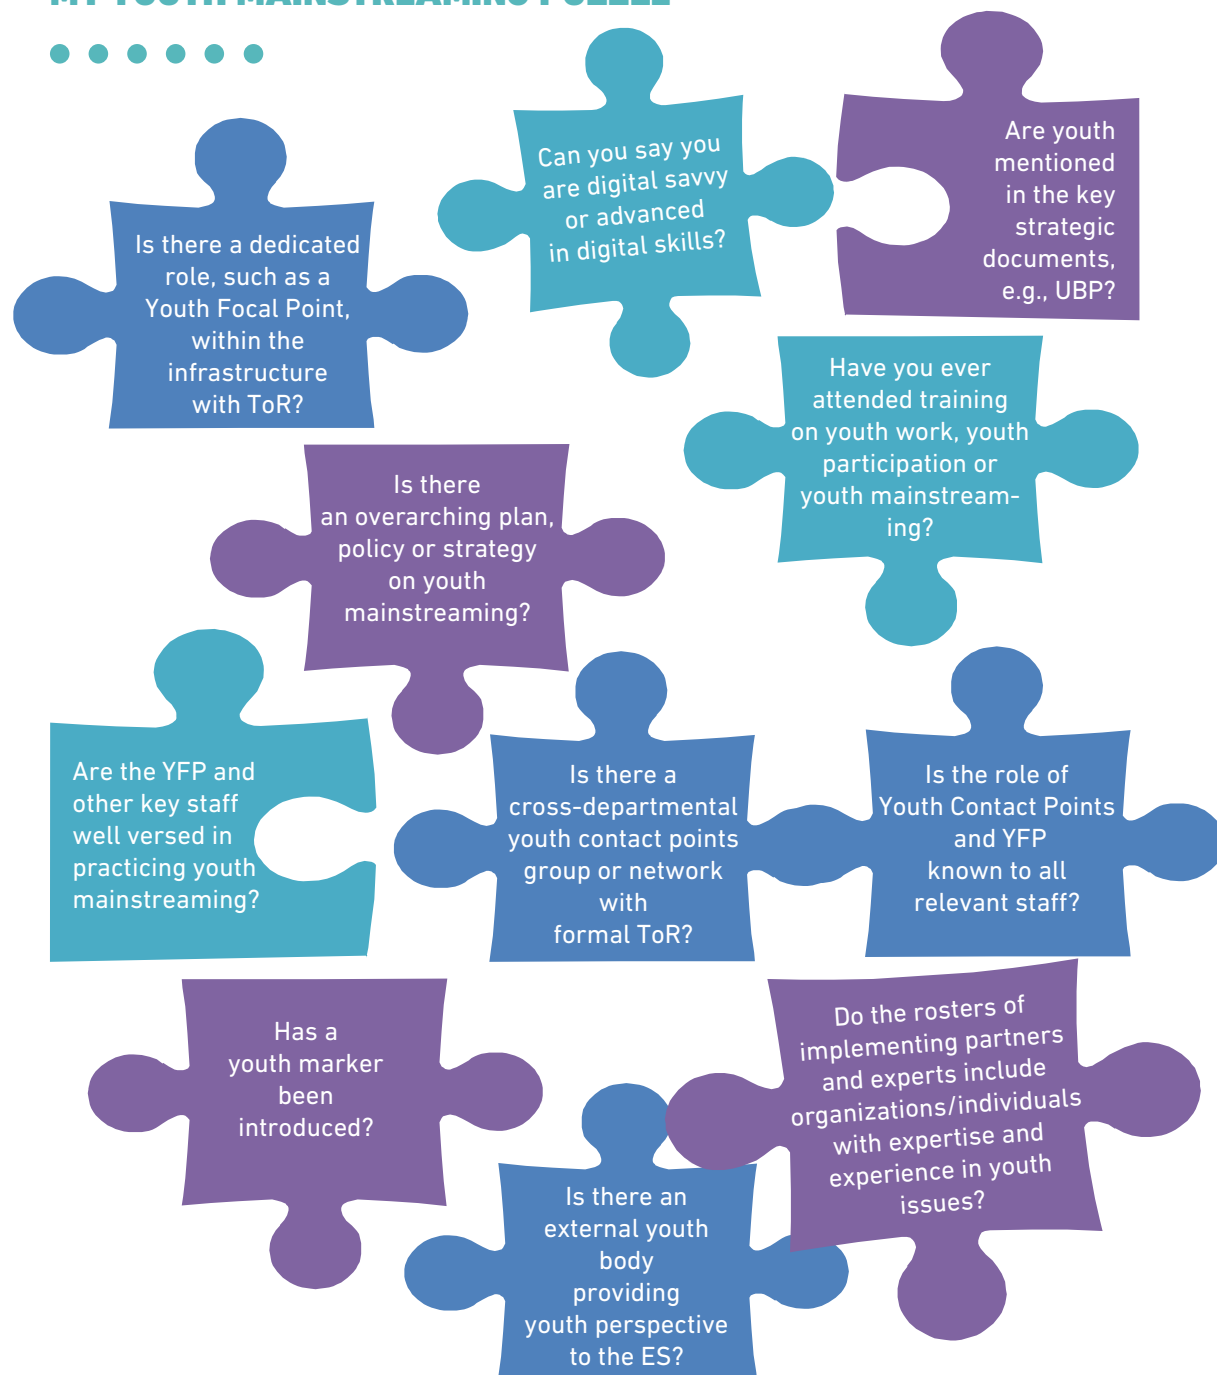 MY YOUTH MAINSTREAMING PUZZLE
Can you say you
are digital savvy
or advanced
in digital skills?
Are youth
mentioned
in the key
strategic
documents,
e.g., UBP?
Is there a dedicated
role, such as a
Youth Focal Point,
within the
infrastructure
with ToR?
Have you ever
attended training
on youth work, youth
participation or
youth mainstream-
ing?
Is there
an overarching plan,
policy or strategy
on youth
mainstreaming?
Are the YFP and
other key staff
well versed in
practicing youth
mainstreaming?
Is there a
cross-departmental
youth contact points
group or network
with
formal ToR?
Is the role of
Youth Contact Points
and YFP
known to all
relevant staff?
Has a
youth marker
been
introduced?
Do the rosters of
implementing partners
and experts include
organizations/individuals
with expertise and
experience in youth
issues?
Is there an
external youth
body
providing
youth perspective
to the ES?